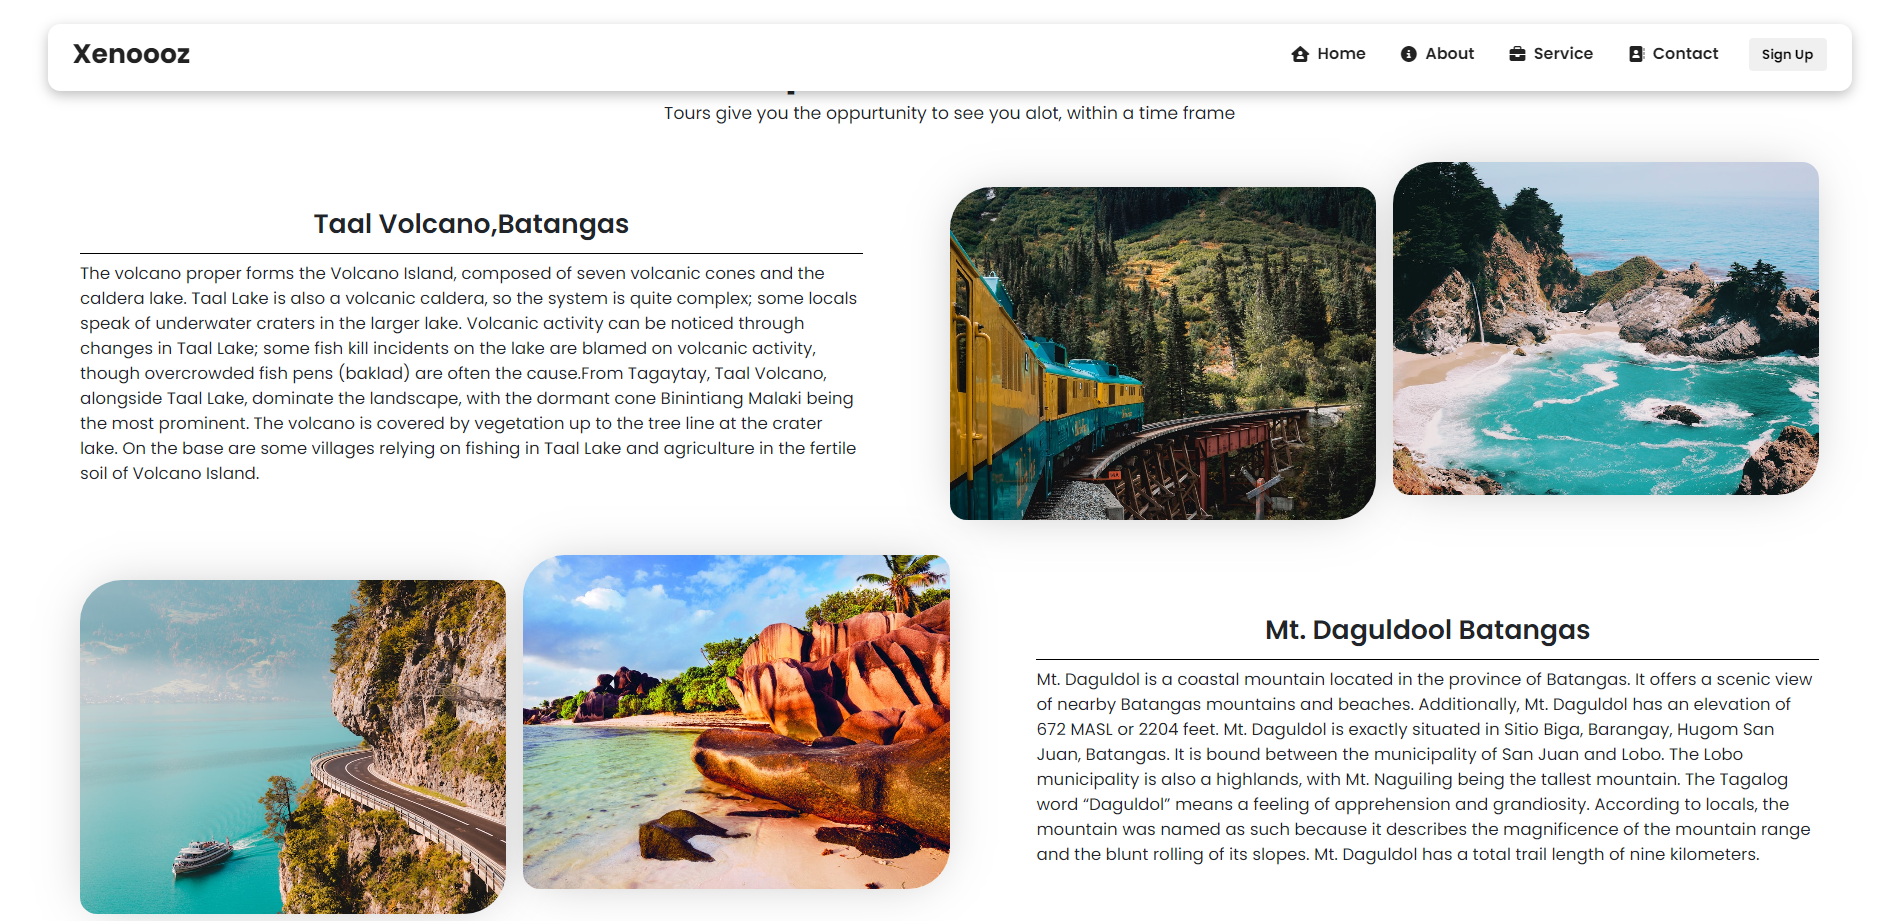 Xenoooz
Home
About
Service
Contact
Sign Up
Tours give you the oppurtunity to see you alot, within a time frame
Taal Volcano,Batangas
The volcano proper forms the Volcano Island, composed of seven volcanic cones and the
caldera lake. Taal Lake is also a volcanic caldera, so the system is quite complex; some locals
speak of underwater craters in the larger lake. Volcanic activity can be noticed through
changes in Taal Lake; some fish kill incidents on the lake are blamed on volcanic activity,
though overcrowded fish pens (baklad) are often the cause.From Tagaytay, Taal Volcano,
alongside Taal Lake, dominate the landscape, with the dormant cone Binintiang Malaki being
the most prominent. The volcano is covered by vegetation up to the tree line at the crater
lake. On the base are some villages relying on fishing in Taal Lake and agriculture in the fertile
soil of Volcano Island.
Mt. Daguldool Batangas
Mt. Daguldol is a coastal mountain located in the province of Batangas. It offers a scenic view
of nearby Batangas mountains and beaches. Additionally, Mt. Daguldol has an elevation of
672 MASL or 2204 feet. Mt. Daguldol is exactly situated in Sitio Biga, Barangay, Hugom San
Juan, Batangas. It is bound between the municipality of San Juan and Lobo. The Lobo
municipality is also a highlands, with Mt. Naguiling being the tallest mountain. The Tagalog
word “Daguldol” means a feeling of apprehension and grandiosity. According to locals, the
mountain was named as such because it describes the magnificence of the mountain range
and the blunt rolling of its slopes. Mt. Daguldol has a total trail length of nine kilometers.